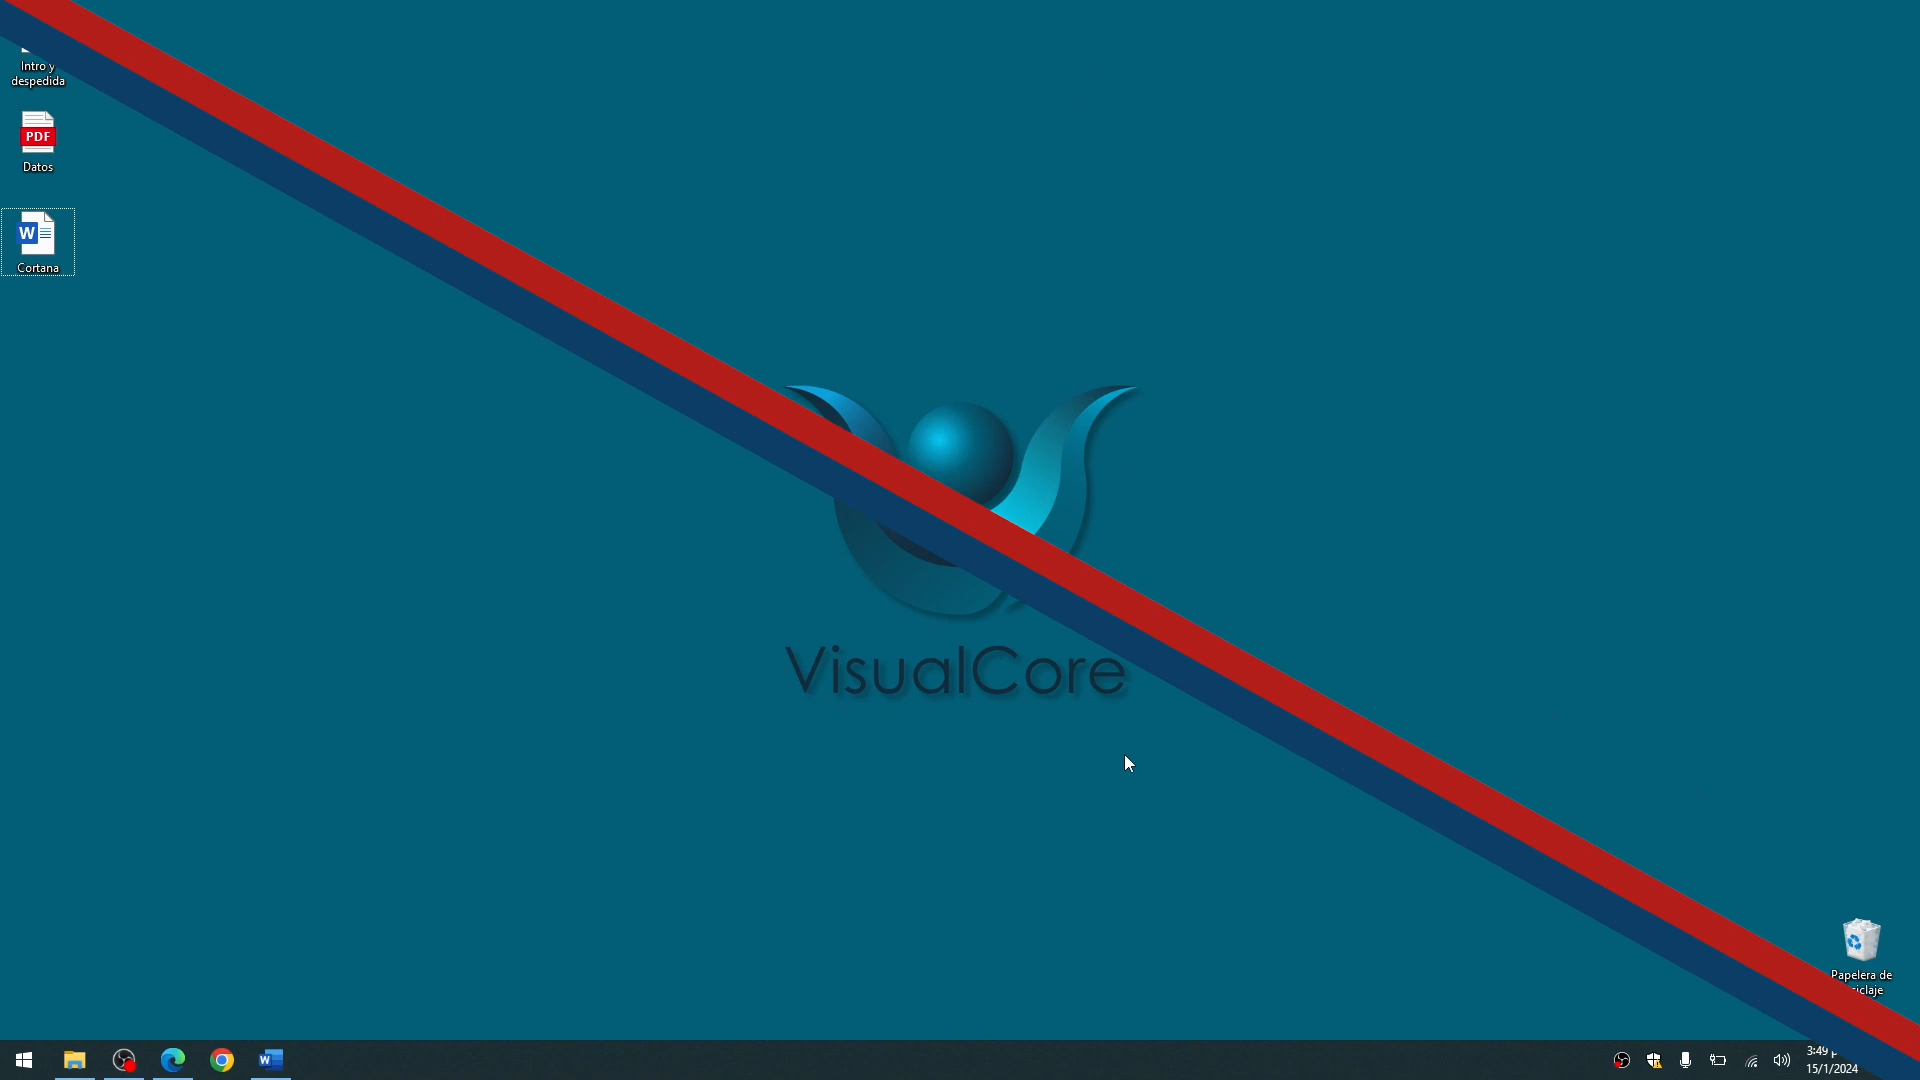 Intro y
despedida
PDF
Datos
W
Cortana
VisualCore
Papelera de
W
3:49
15/1/2024